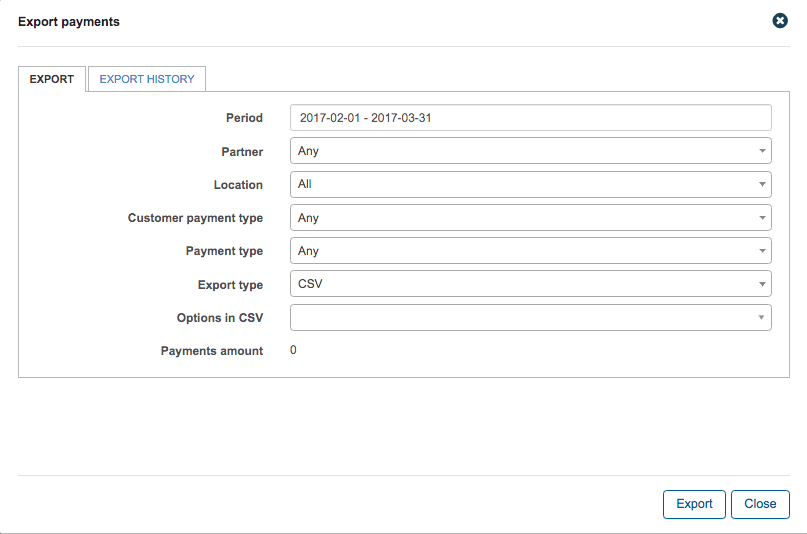 Export payments
EXPORT EXPORT HISTORY
Period 2017-02-01 - 2017-03-31
Partner Any
Location All
Customer payment type Any
Payment type Any
Export type CSV
Options in CSV
Payments amount 0
Export Close